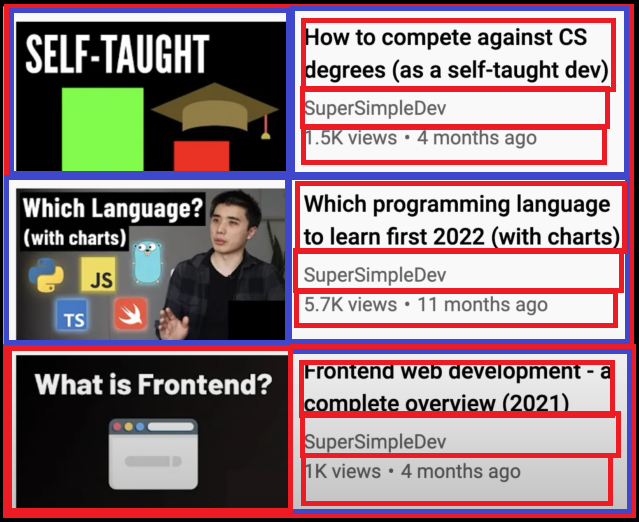 SELF-TAUGHT
How to compete against CS
degrees (as a self-taught dev)
SuperSimpleDev
1.5K views • 4 months ago
Which Language?
(with charts)
JS
TS
Which programming language
to learn first 2022 (with charts)
SuperSimpleDev
5.7K views • 11 months ago
What is Frontend?
Frontend web development - a
complete overview (2021)
SuperSimpleDev
1K views • 4 months ago